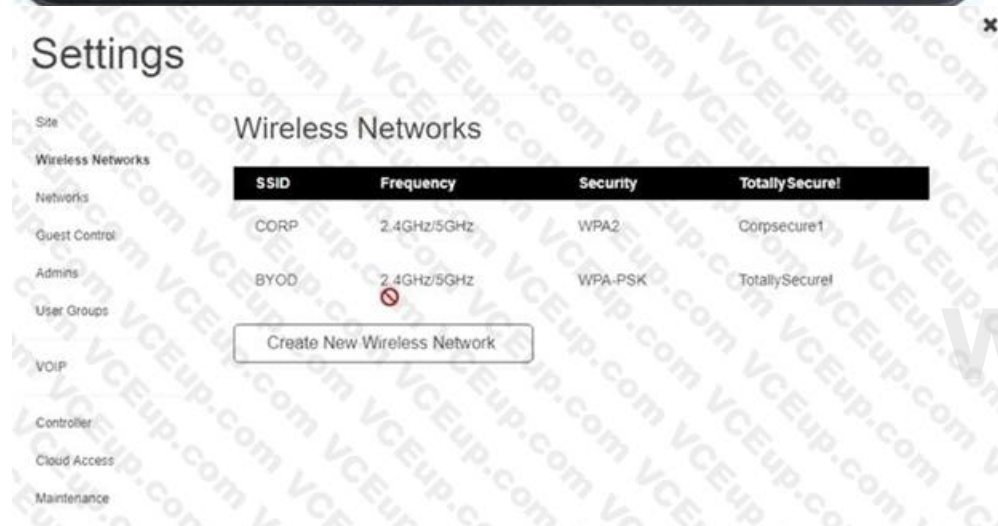 Settings
Site
Wireless Networks
Networks
Guest Control
Admins
User Groups
VOIP
Controller
Cloud Access
Maintenance
Wireless Networks
SSID Frequency Security TotallySecure!
CORP 2.4GHz/5GHz WPA2 Corpsecure1
BYOD 2.4GHz/5GHz WPA-PSK TotallySecure!
Create New Wireless Network
VCEup.com